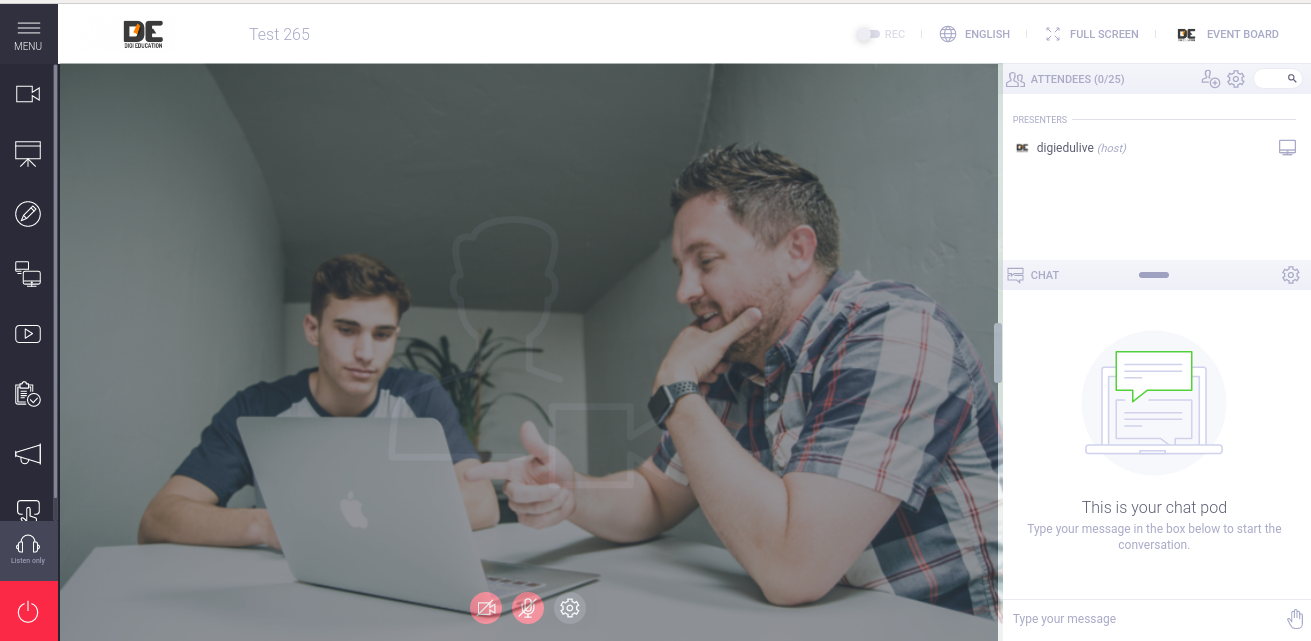 MENU
DE
DIGI EDUCATION
Test 265
REC
ENGLISH
FULL SCREEN
DE
EVENT BOARD
ATTENDEES (0/25)
PRESENTERS
DE
digiedulive (host)
CHAT
This is your chat pod
Type your message in the box below to start the
conversation.
Listen only
Type your message